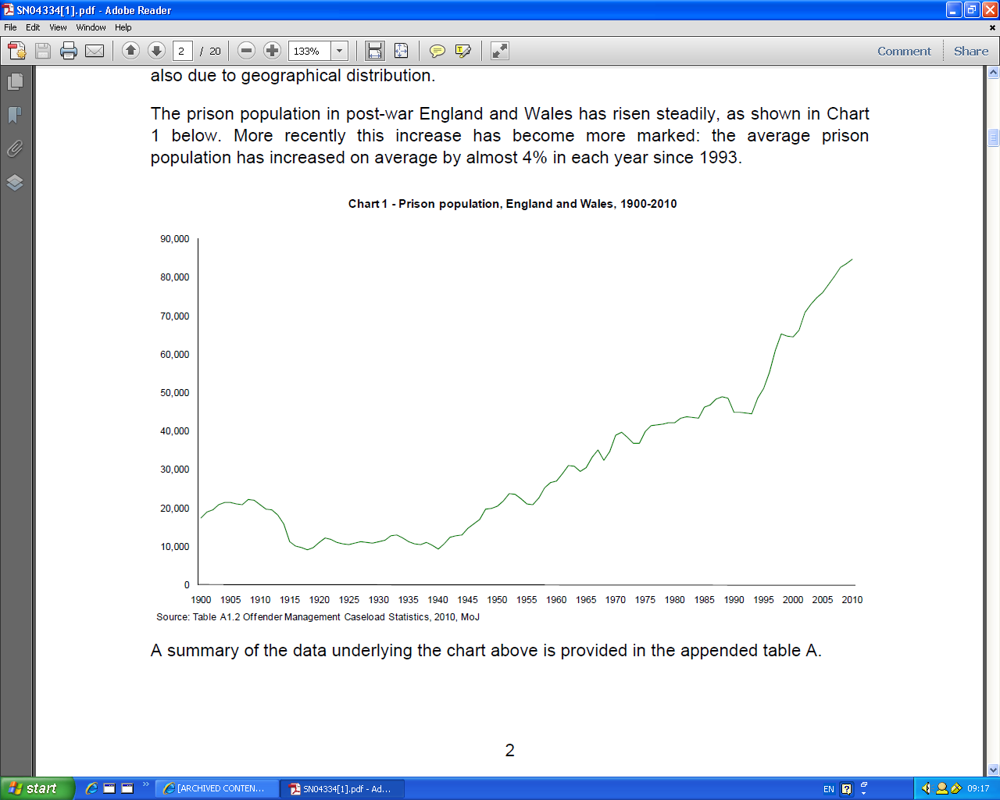 SN04334[1].pdf - Adobe Reader
File Edit View Window Help
2 / 20 133% Comment Share
also due to geographical distribution.
The prison population in post-war England and Wales has risen steadily, as shown in Chart
1 below. More recently this increase has become more marked: the average prison
population has increased on average by almost 4% in each year since 1993.
Chart 1 - Prison population, England and Wales, 1900-2010
90,000
80,000
70,000
60,000
50,000
40,000
30,000
20,000
10,000
0
1900 1905 1910 1915 1920 1925 1930 1935 1940 1945 1950 1955 1960 1965 1970 1975 1980 1985 1990 1995 2000 2005 2010
Source: Table A1.2 Offender Management Caseload Statistics, 2010, MoJ
A summary of the data underlying the chart above is provided in the appended table A.
2
start [ARCHIVED CONTEN... SN04334[1].pdf - Ad... EN 09:17